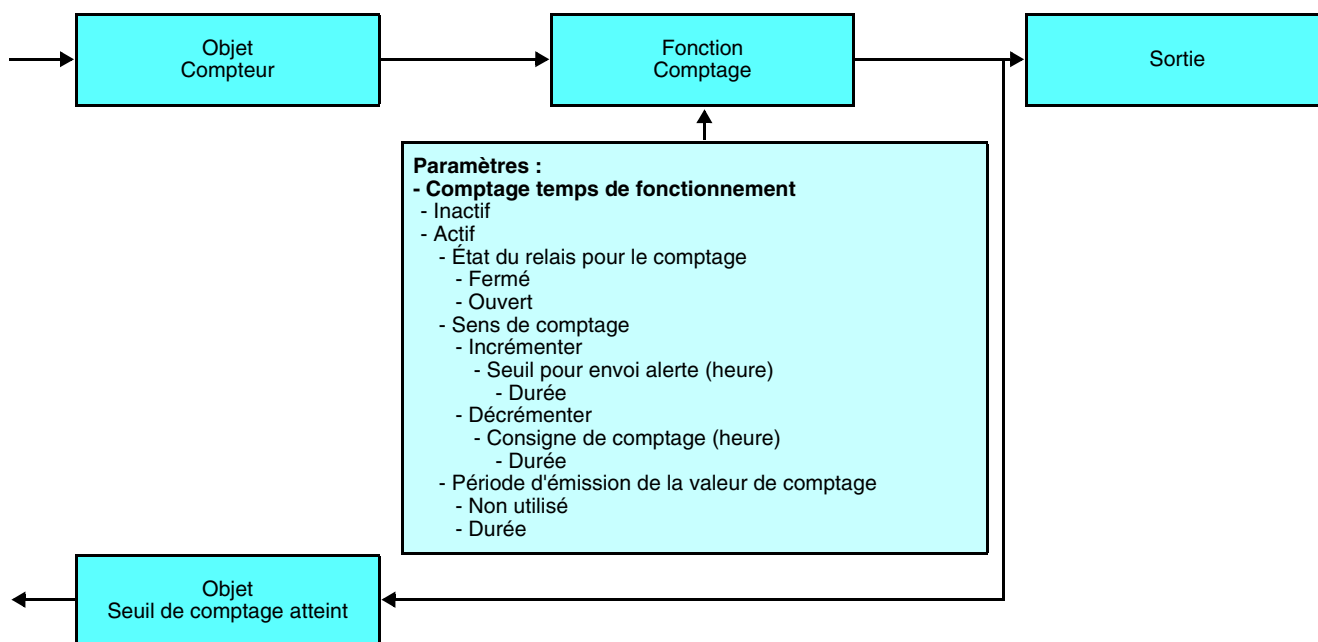 Objet
Compteur
Fonction
Comptage
Sortie
Paramètres :
- Comptage temps de fonctionnement
- Inactif
- Actif
- État du relais pour le comptage
- Fermé
- Ouvert
- Sens de comptage
- Incrémenter
- Seuil pour envoi alerte (heure)
- Durée
- Décrémenter
- Consigne de comptage (heure)
- Durée
- Période d'émission de la valeur de comptage
- Non utilisé
- Durée
Objet
Seuil de comptage atteint